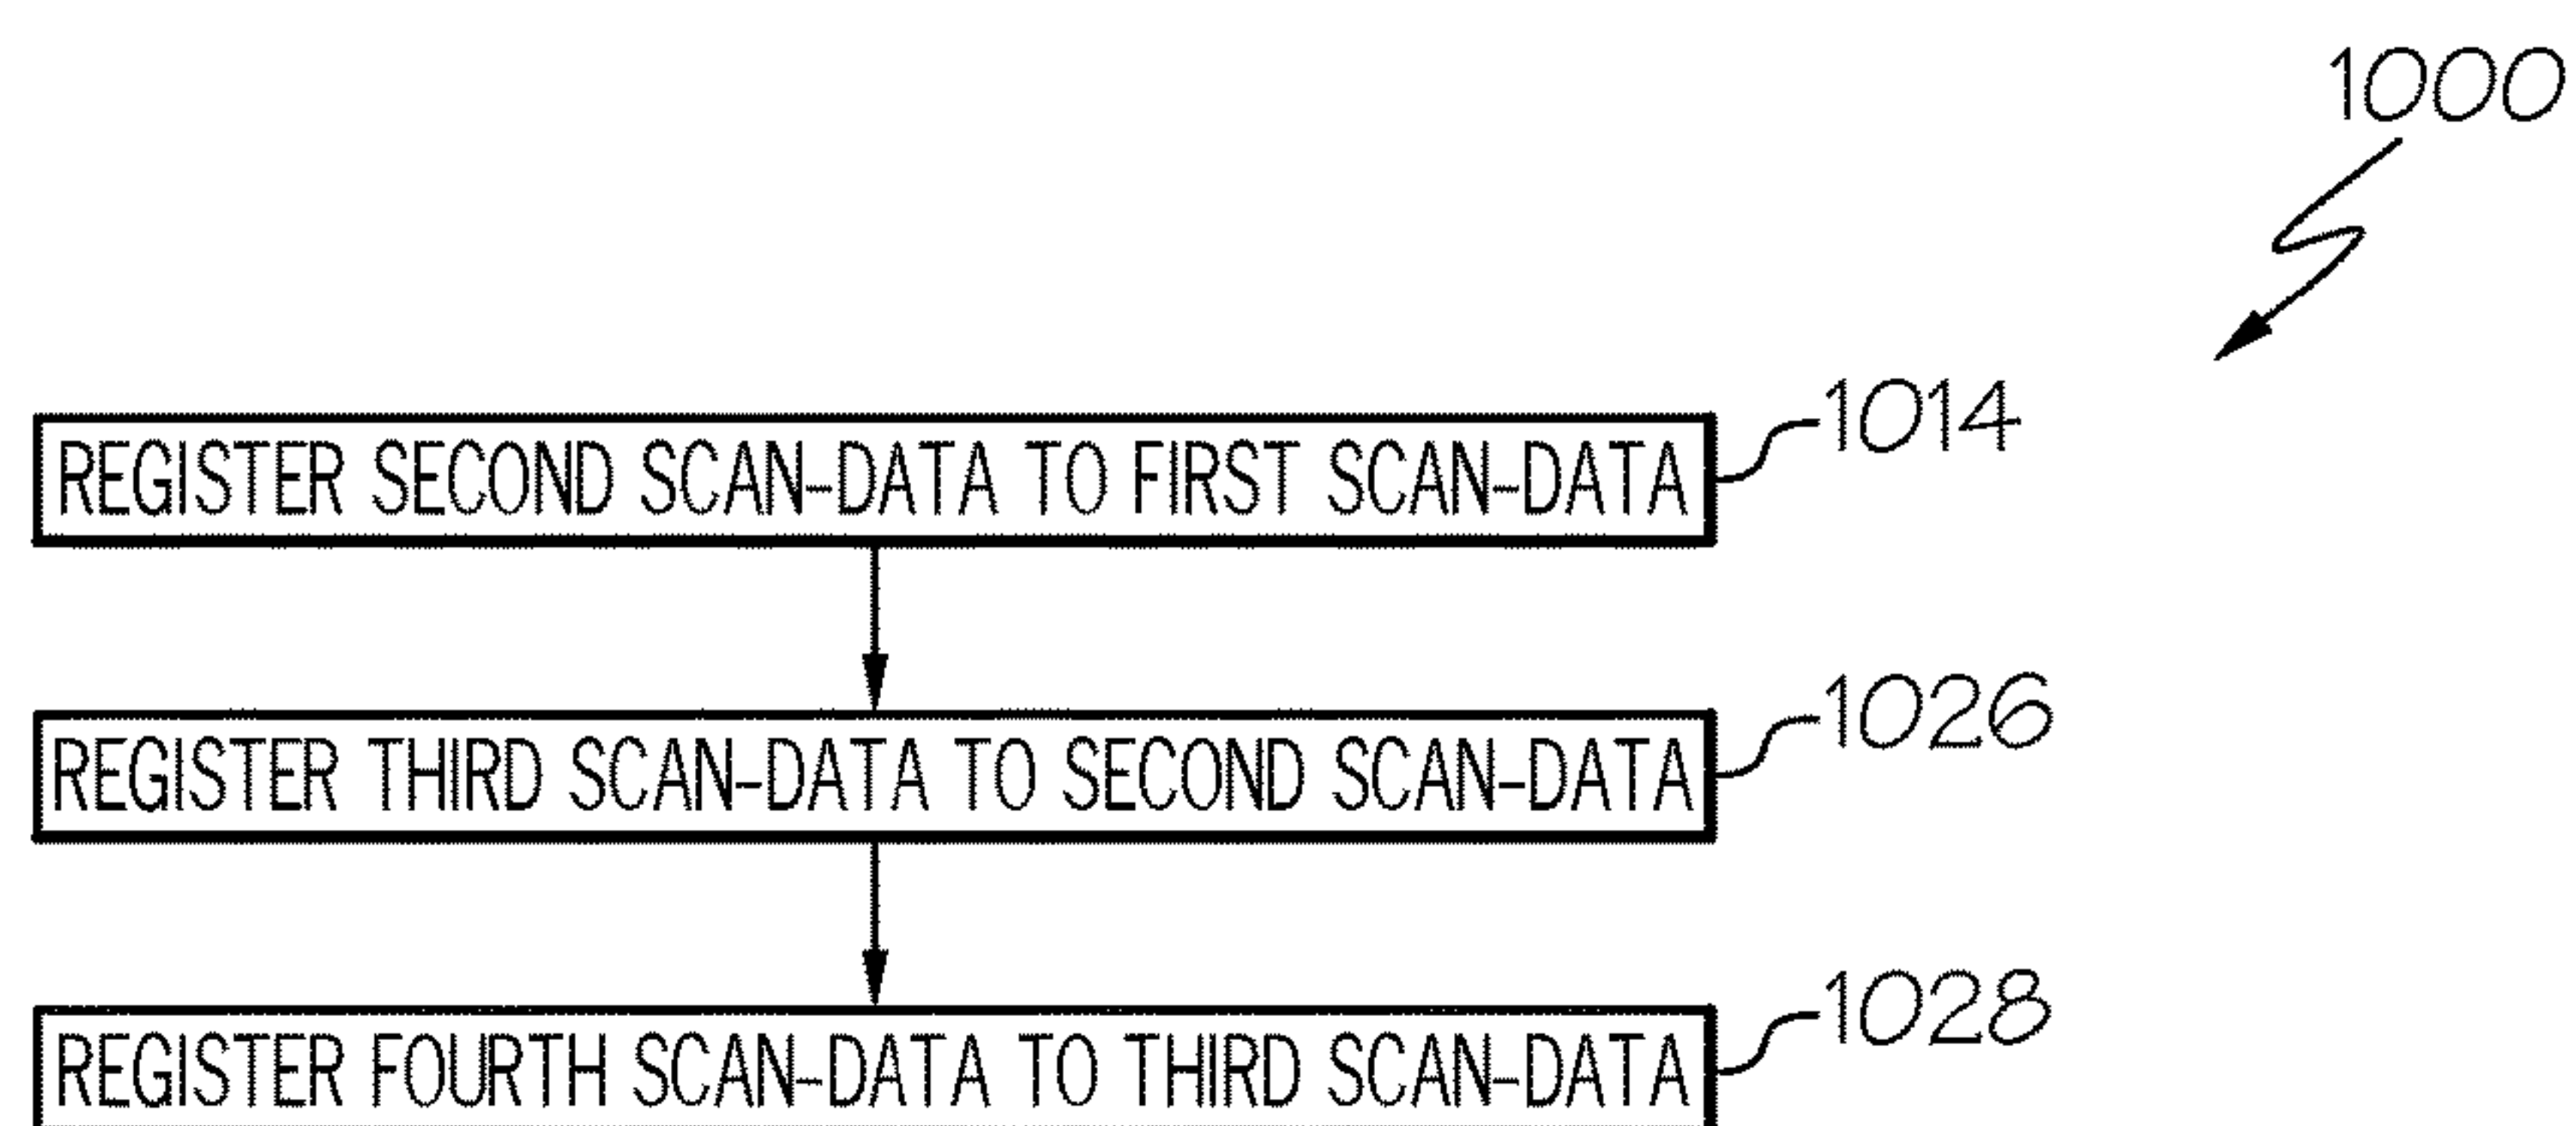 1000
REGISTER SECOND SCAN-DATA TO FIRST SCAN-DATA 1014
REGISTER THIRD SCAN-DATA TO SECOND SCAN-DATA 1026
REGISTER FOURTH SCAN-DATA TO THIRD SCAN-DATA 1028